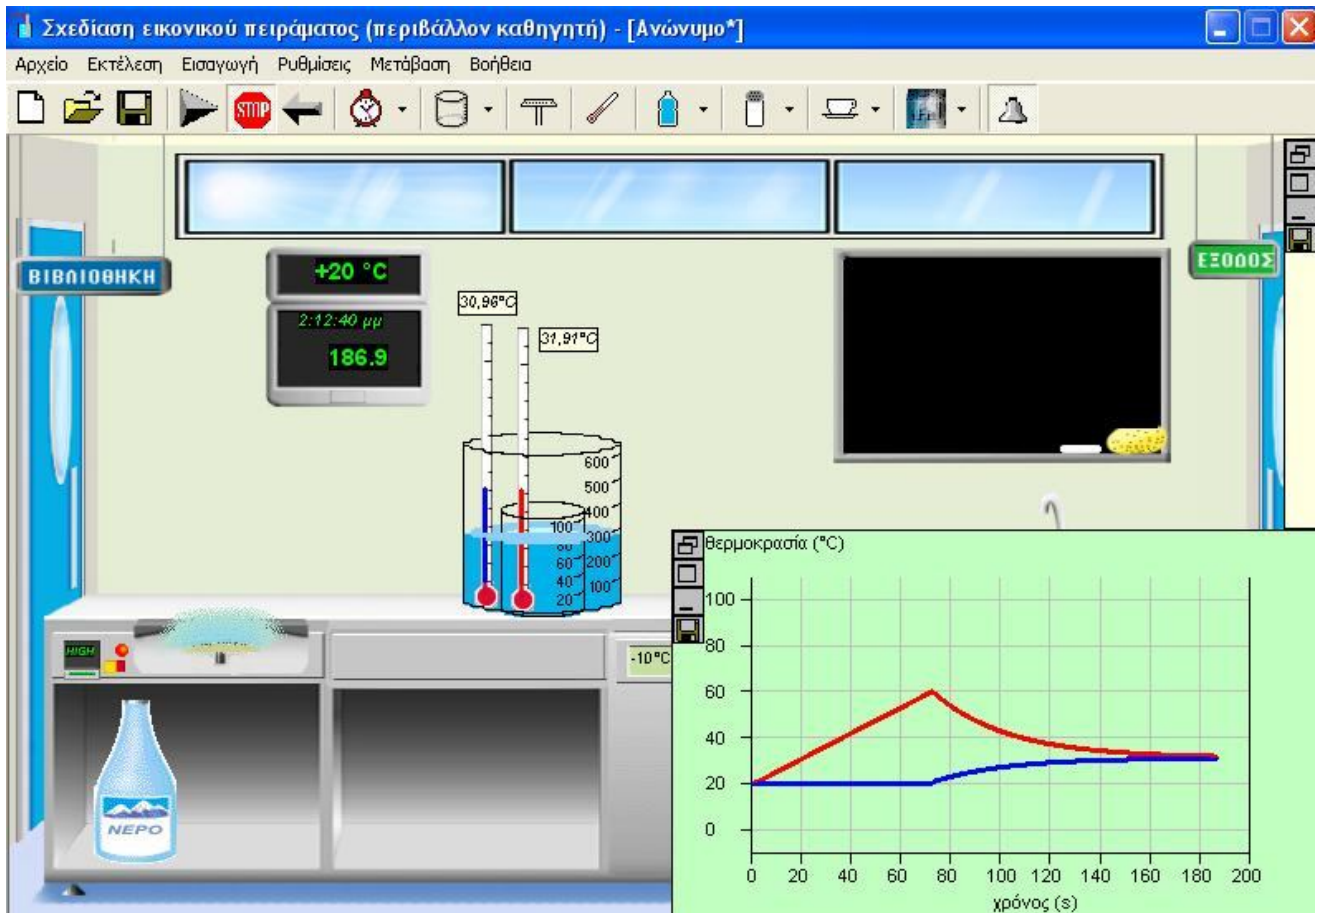 Σχεδίαση εικονικού πειράματος (περιβάλλον καθηγητή) - [Ανώνυμο*]
Αρχείο Εκτέλεση Εισαγωγή Ρυθμίσεις Μετάβαση Βοήθεια
STOP
ΒΙΒΛΙΟΘΗΚΗ
+20 °C
2:12:40 μμ
186.9
30,96°C
31,91°C
ΕΞΟΔΟΣ
600
500
400
300
200
100
100
80
60
40
20
HIGH
-10°C
ΝΕΡΟ
θερμοκρασία (°C)
100
80
60
40
20
0
0 20 40 60 80 100 120 140 160 180 200
χρόνος (s)